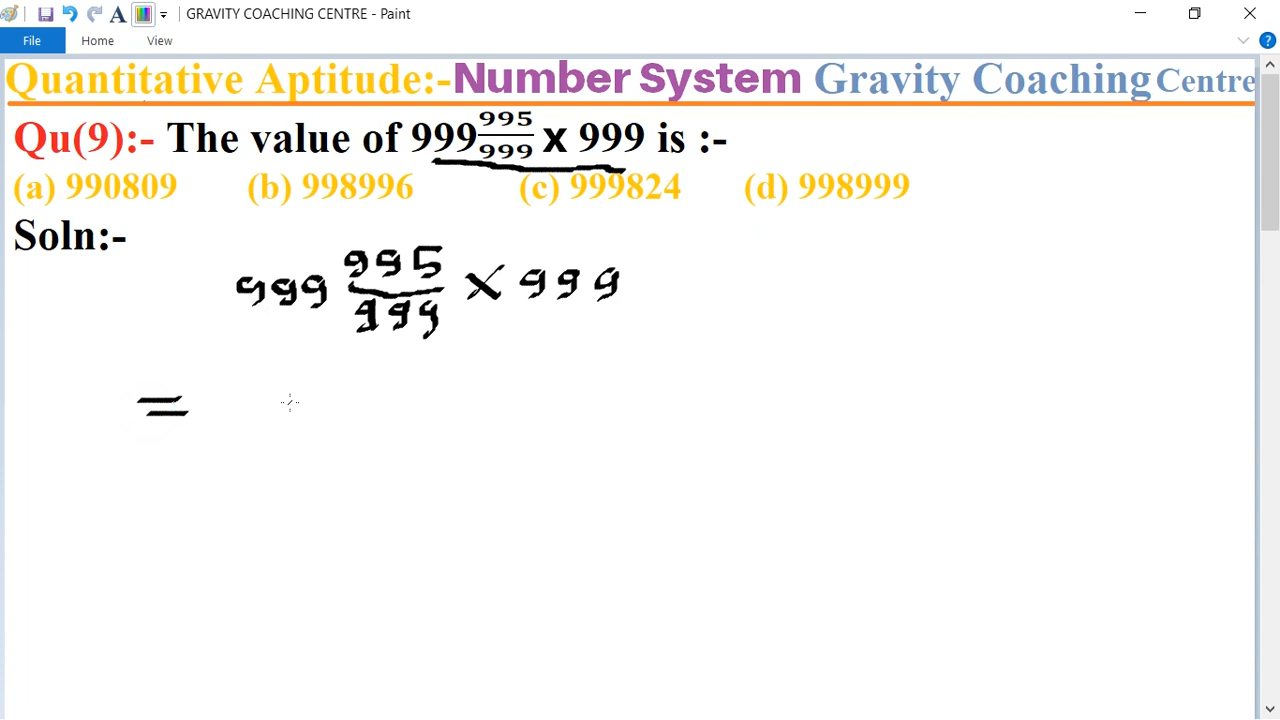 GRAVITY COACHING CENTRE - Paint
File Home View
Quantitative Aptitude:-Number System Gravity Coaching Centre
Qu(9):- The value of 999 995/999 x 999 is :-
(a) 990809 (b) 998996 (c) 999824 (d) 998999
Soln:-
999 995/999 × 999
=